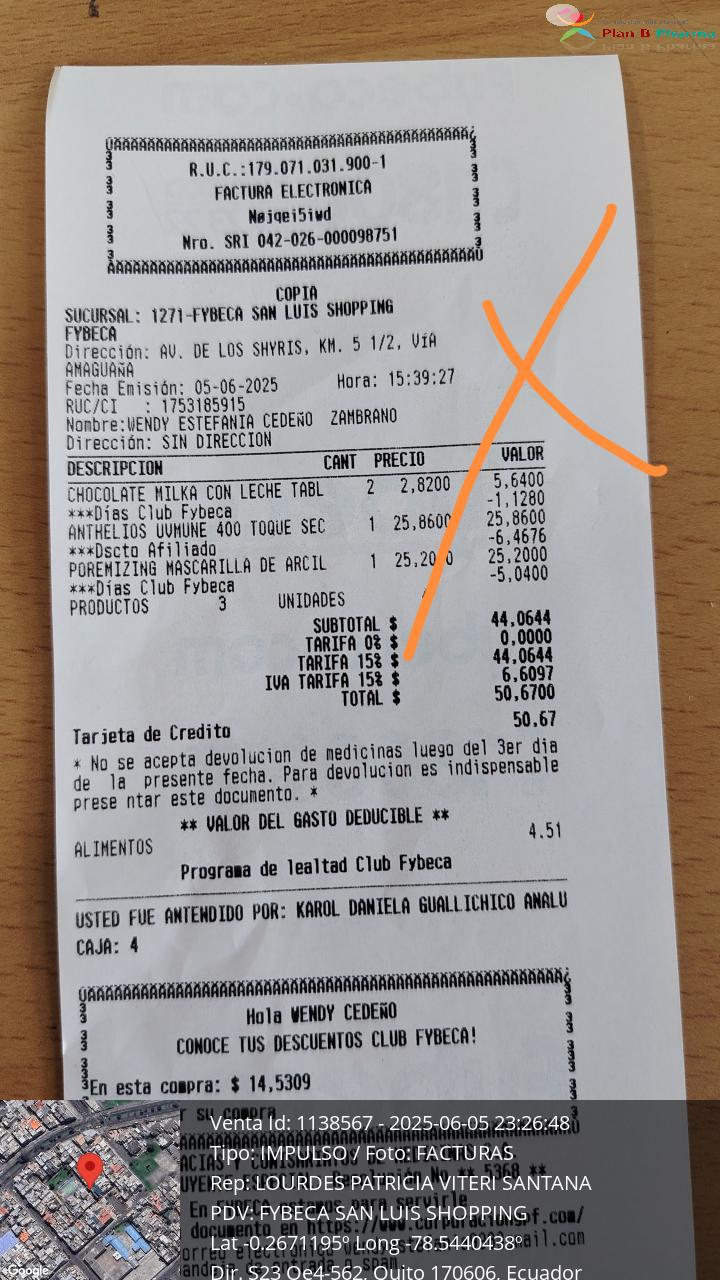 Plan B Pharma
R.U.C.:179.071.031.900-1
FACTURA ELECTRONICA
Nøjqei5iwd
Nro. SRI 042-026-000098751
COPIA
SUCURSAL: 1271-FYBECA SAN LUIS SHOPPING
FYBECA
Dirección: AV. DE LOS SHYRIS, KM. 5 1/2, VíA
AMAGUAÑA
Fecha Emisión: 05-06-2025 Hora: 15:39:27
RUC/CI : 1753185915
Nombre:WENDY ESTEFANIA CEDEÑO ZAMBRANO
Dirección: SIN DIRECCION
DESCRIPCION CANT PRECIO VALOR
CHOCOLATE MILKA CON LECHE TABL 2 2,8200 5,6400
***Días Club Fybeca -1,1280
ANTHELIOS UVMUNE 400 TOQUE SEC 1 25,8600 25,8600
***Dscto Afiliado -6,4676
POREMIZING MASCARILLA DE ARCIL 1 25,2000 25,2000
***Días Club Fybeca -5,0400
PRODUCTOS 3 UNIDADES
SUBTOTAL $ 44,0644
TARIFA 0% $ 0,0000
TARIFA 15% $ 44,0644
IVA TARIFA 15% $ 6,6097
TOTAL $ 50,6700
Tarjeta de Credito 50,67
* No se acepta devolucion de medicinas luego del 3er dia
de la presente fecha. Para devolucion es indispensable
prese ntar este documento. *
** VALOR DEL GASTO DEDUCIBLE **
ALIMENTOS 4.51
Programa de lealtad Club Fybeca
USTED FUE ANTENDIDO POR: KAROL DANIELA GUALLICHICO ANALU
CAJA: 4
Hola WENDY CEDEÑO
CONOCE TUS DESCUENTOS CLUB FYBECA!
En esta compra: $ 14,5309
r su compra
Venta Id: 1138567 - 2025-06-05 23:26:48
Tipo: IMPULSO / Foto: FACTURAS
Rep: LOURDES PATRICIA VITERI SANTANA
PDV: FYBECA SAN LUIS SHOPPING
Lat -0.2671195º Long -78.5440438º
Dir. S23 Oe4-562, Quito 170606, Ecuador
Google